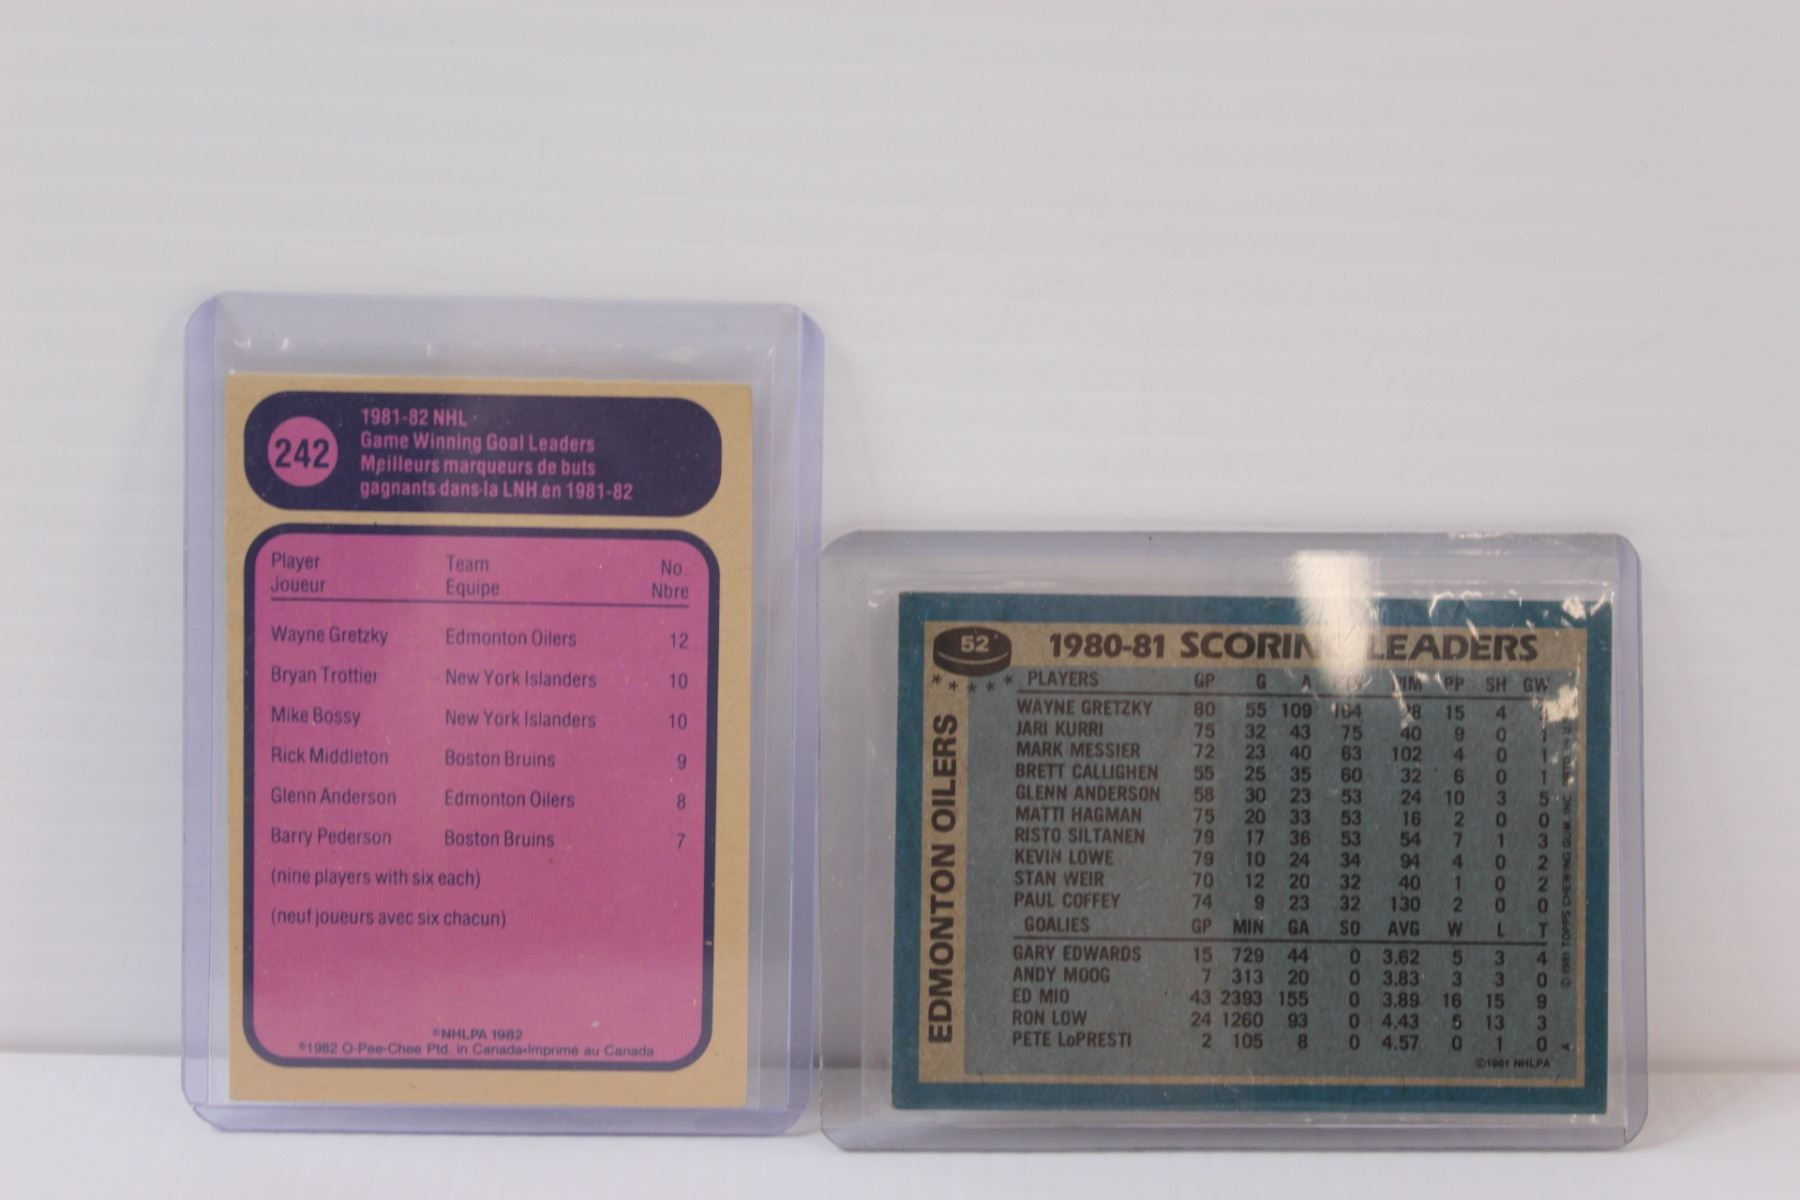 242
1981-82 NHL
Game Winning Goal Leaders
Meilleurs marqueurs de buts
gagnants dans la LNH en 1981-82
Player Team No.
Joueur Equipe Nbre
Wayne Gretzky Edmonton Oilers 12
Bryan Trottier New York Islanders 10
Mike Bossy New York Islanders 10
Rick Middleton Boston Bruins 9
Glenn Anderson Edmonton Oilers 8
Barry Pederson Boston Bruins 7
(nine players with six each)
(neuf joueurs avec six chacun)
©NHLPA 1982
©1982 O-Pee-Chee Ptd. in Canada-Imprimé au Canada
52
1980-81 SCORING LEADERS
EDMONTON OILERS
PLAYERS GP G A PIM PP SH GW
WAYNE GRETZKY 80 55 109 164 15 4
JARI KURRI 75 32 43 75 40 9 0 1
MARK MESSIER 72 23 40 63 102 4 0 1
BRETT CALLIGHEN 55 25 35 60 32 6 0 1
GLENN ANDERSON 58 30 23 53 24 10 3 5
MATTI HAGMAN 75 20 33 53 16 2 0 0
RISTO SILTANEN 79 17 36 53 54 7 1 3
KEVIN LOWE 79 10 24 34 94 4 0 2
STAN WEIR 70 12 20 32 40 1 0 2
PAUL COFFEY 74 9 23 32 130 2 0 0
GOALIES GP MIN GA SO AVG W L T
GARY EDWARDS 15 729 44 0 3.62 5 3 4
ANDY MOOG 7 313 20 0 3.83 3 3 0
ED MIO 43 2393 155 0 3.89 16 15 9
RON LOW 24 1260 93 0 4.43 5 13 3
PETE LoPRESTI 2 105 8 0 4.57 0 1 0
©1981 NHLPA
A © 1981 TOPPS CHEWING GUM, INC.